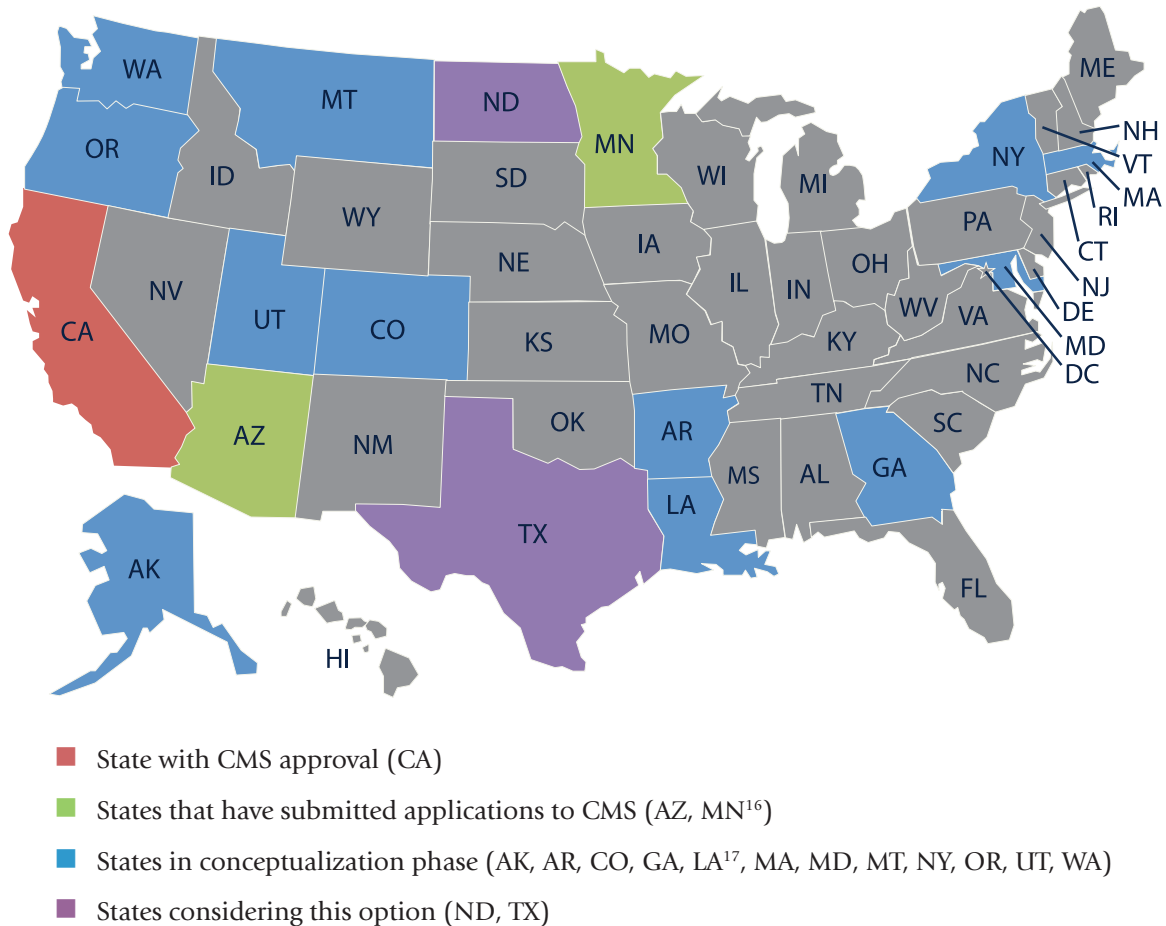 WA
MT
ND
MN
ME
OR
ID
SD
WI
MI
NY
NH
VT
MA
RI
CT
NJ
DE
MD
DC
WY
IA
NE
PA
NV
UT
CO
IL
IN
OH
WV
VA
CA
KS
MO
KY
NC
TN
AZ
NM
OK
AR
SC
MS
AL
GA
LA
TX
AK
FL
HI
State with CMS approval (CA)
States that have submitted applications to CMS (AZ, MN¹⁶)
States in conceptualization phase (AK, AR, CO, GA, LA¹⁷, MA, MD, MT, NY, OR, UT, WA)
States considering this option (ND, TX)